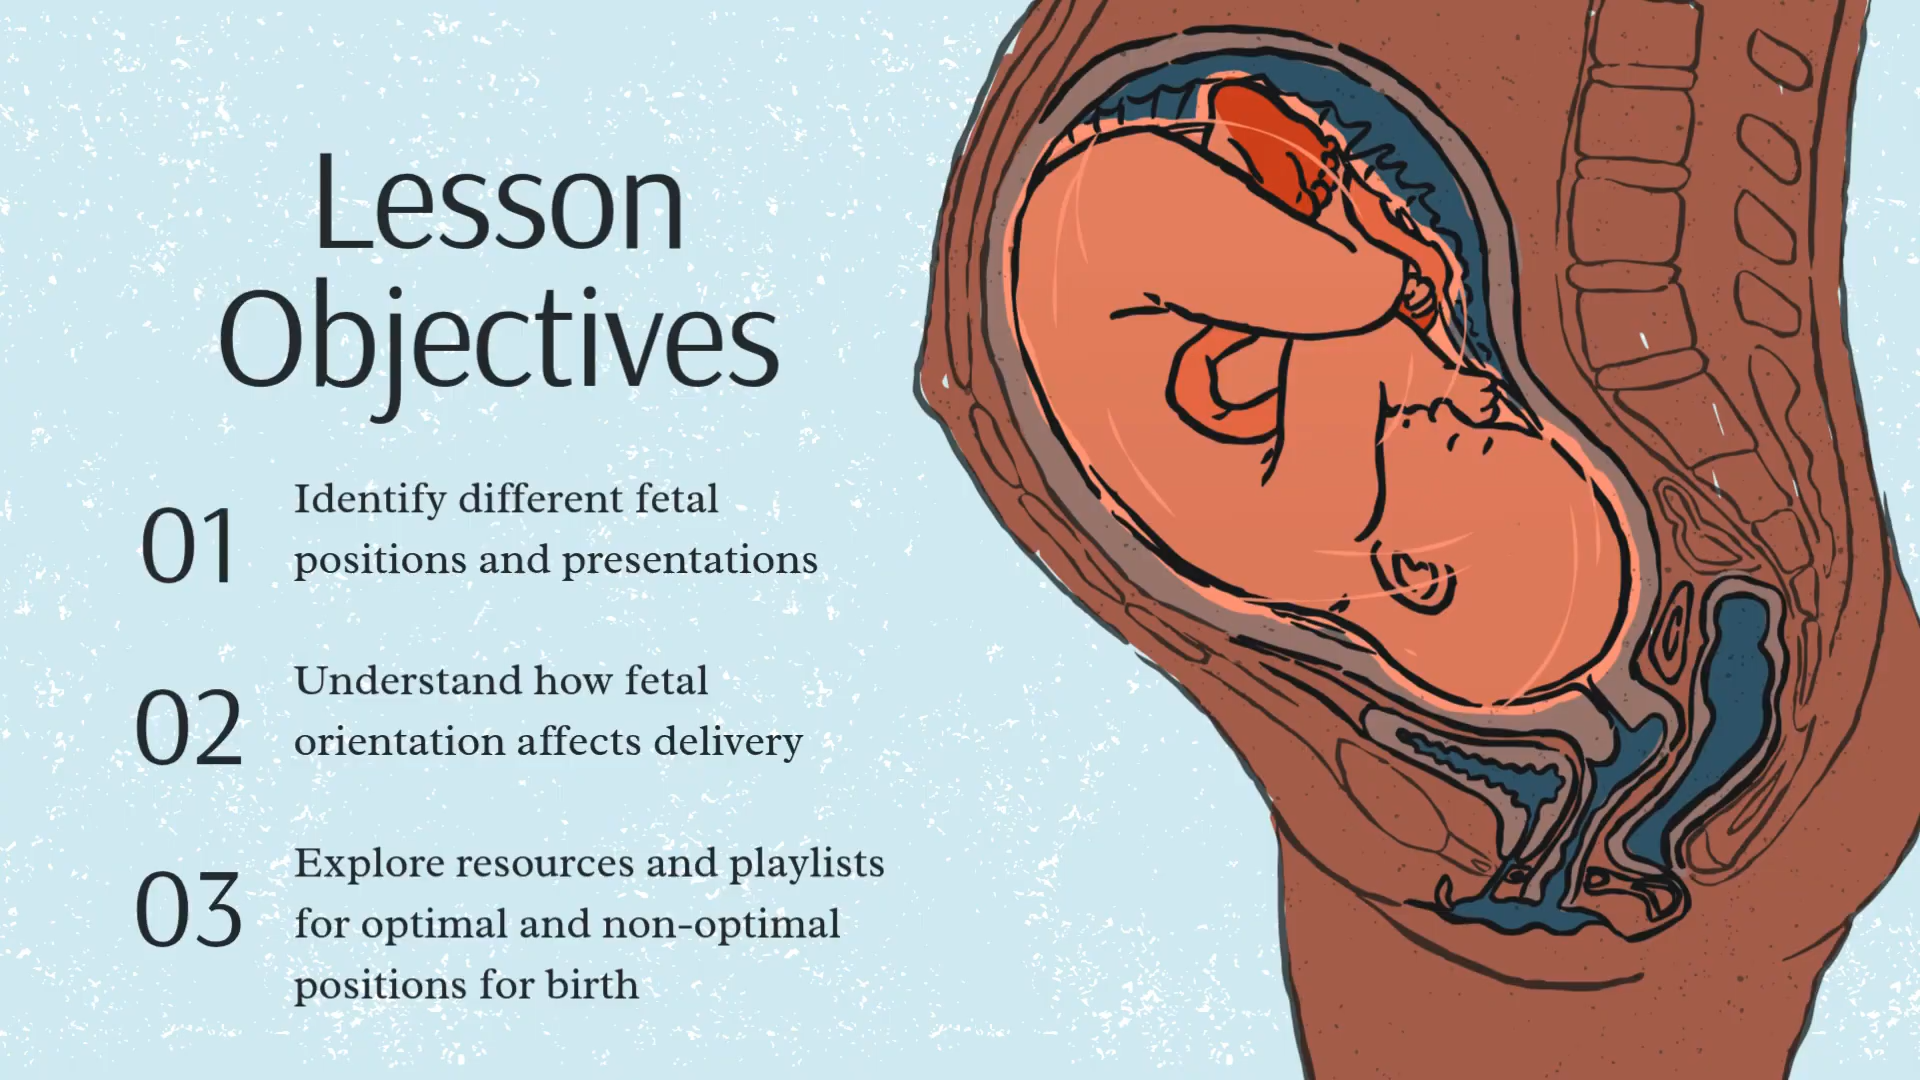 Lesson
Objectives
01
Identify different fetal
positions and presentations
02
Understand how fetal
orientation affects delivery
03
Explore resources and playlists
for optimal and non-optimal
positions for birth